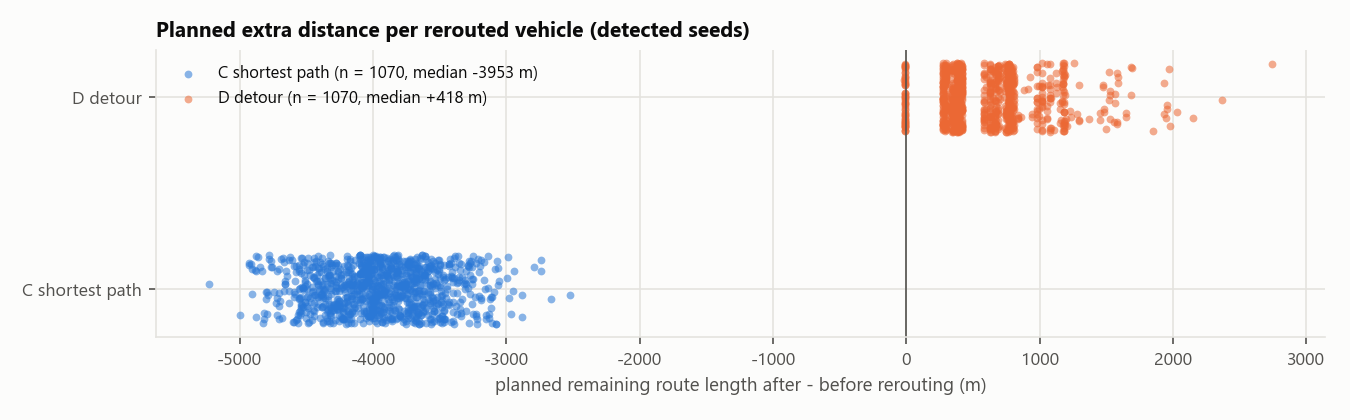 Planned extra distance per rerouted vehicle (detected seeds)
C shortest path (n = 1070, median -3953 m)
D detour (n = 1070, median +418 m)
D detour
C shortest path
-5000 -4000 -3000 -2000 -1000 0 1000 2000 3000
planned remaining route length after - before rerouting (m)